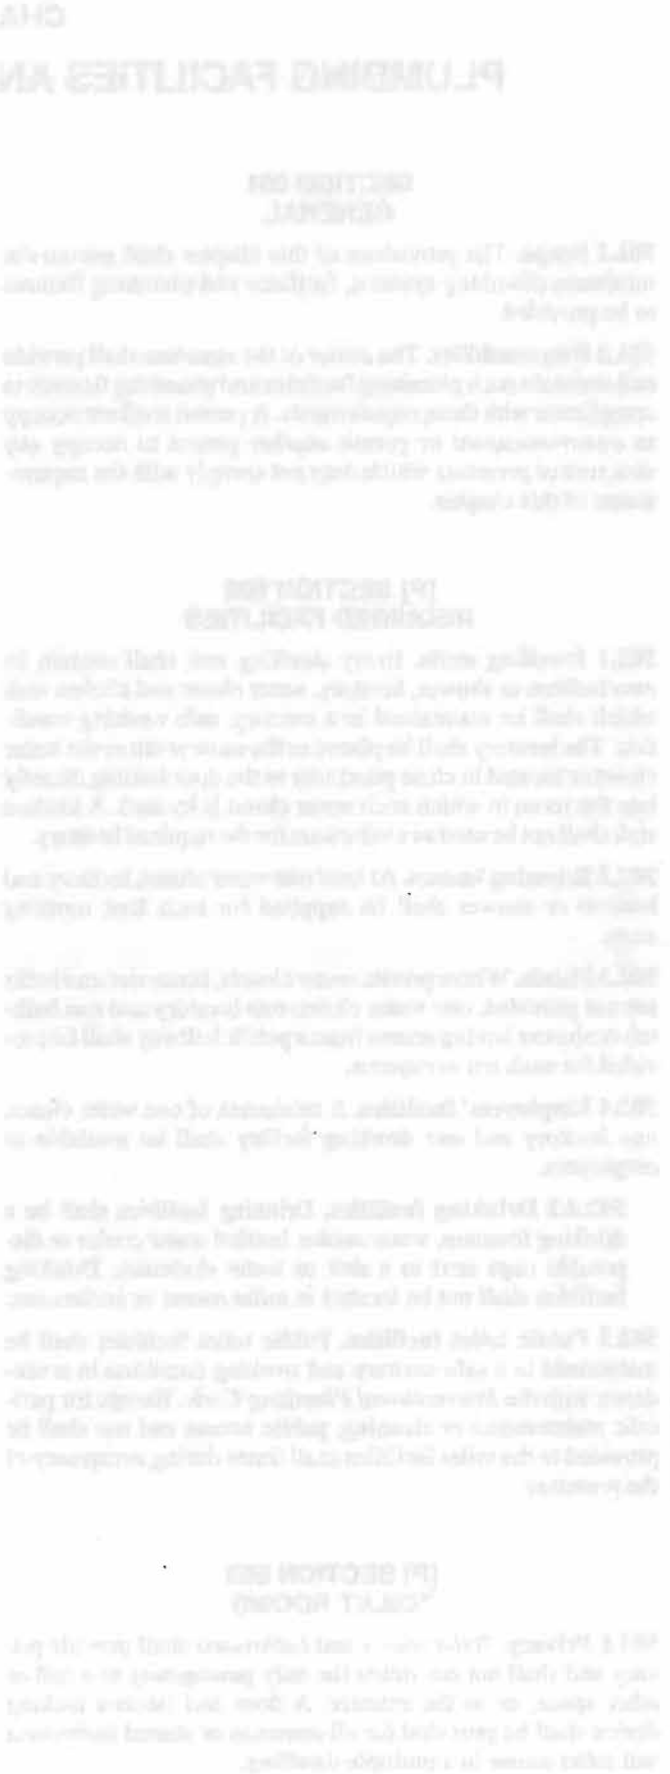 CHA
PLUMBING FACILITIES AN
SECTION 501
GENERAL
Scope. The provisions of this chapter shall govern the
minimum plumbing systems, facilities and plumbing fixtures
to be provided.
Responsibility. The owner of the structure shall provide
and maintain such plumbing facilities and plumbing fixtures in
compliance with these requirements. A person shall not occupy
as owner-occupant or permit another person to occupy any
structure or premises which does not comply with the require-
ments of this chapter.
[P] SECTION 502
REQUIRED FACILITIES
502.1 Dwelling units. Every dwelling unit shall contain its
own bathtub or shower, lavatory, water closet and kitchen sink
which shall be maintained in a sanitary, safe working condi-
tion. The lavatory shall be placed in the same room as the water
closet or located in close proximity to the door leading directly
into the room in which such water closet is located. A kitchen
sink shall not be used as a substitute for the required lavatory.
502.2 Rooming houses. At least one water closet, lavatory and
bathtub or shower shall be supplied for each four rooming
units.
502.3 Hotels. Where private water closets, lavatories and baths
are not provided, one water closet, one lavatory and one bath-
tub having access from a public hallway shall be pro-
vided for each ten occupants.
502.4 Employees' facilities. A minimum of one water closet,
one lavatory and one drinking facility shall be available to
employees.
502.4.1 Drinking facilities. Drinking facilities shall be a
drinking fountain, water cooler, bottled water cooler or dis-
posable cups next to a sink or water dispenser. Drinking
facilities shall not be located in toilet rooms or bathrooms.
502.5 Public toilet facilities. Public toilet facilities shall be
maintained in a safe sanitary and working condition in accor-
dance with the International Plumbing Code. Except for peri-
odic maintenance or cleaning, public access and use shall be
provided to the toilet facilities at all times during occupancy of
the premises.
[P] SECTION 503
TOILET ROOMS
503.1 Privacy. Toilet rooms and bathrooms shall provide pri-
vacy and shall not constitute the only passageway to a hall or
other space, or to the exterior. A door and interior locking
device shall be provided for all common or shared bathrooms
and toilet rooms in a multiple dwelling.